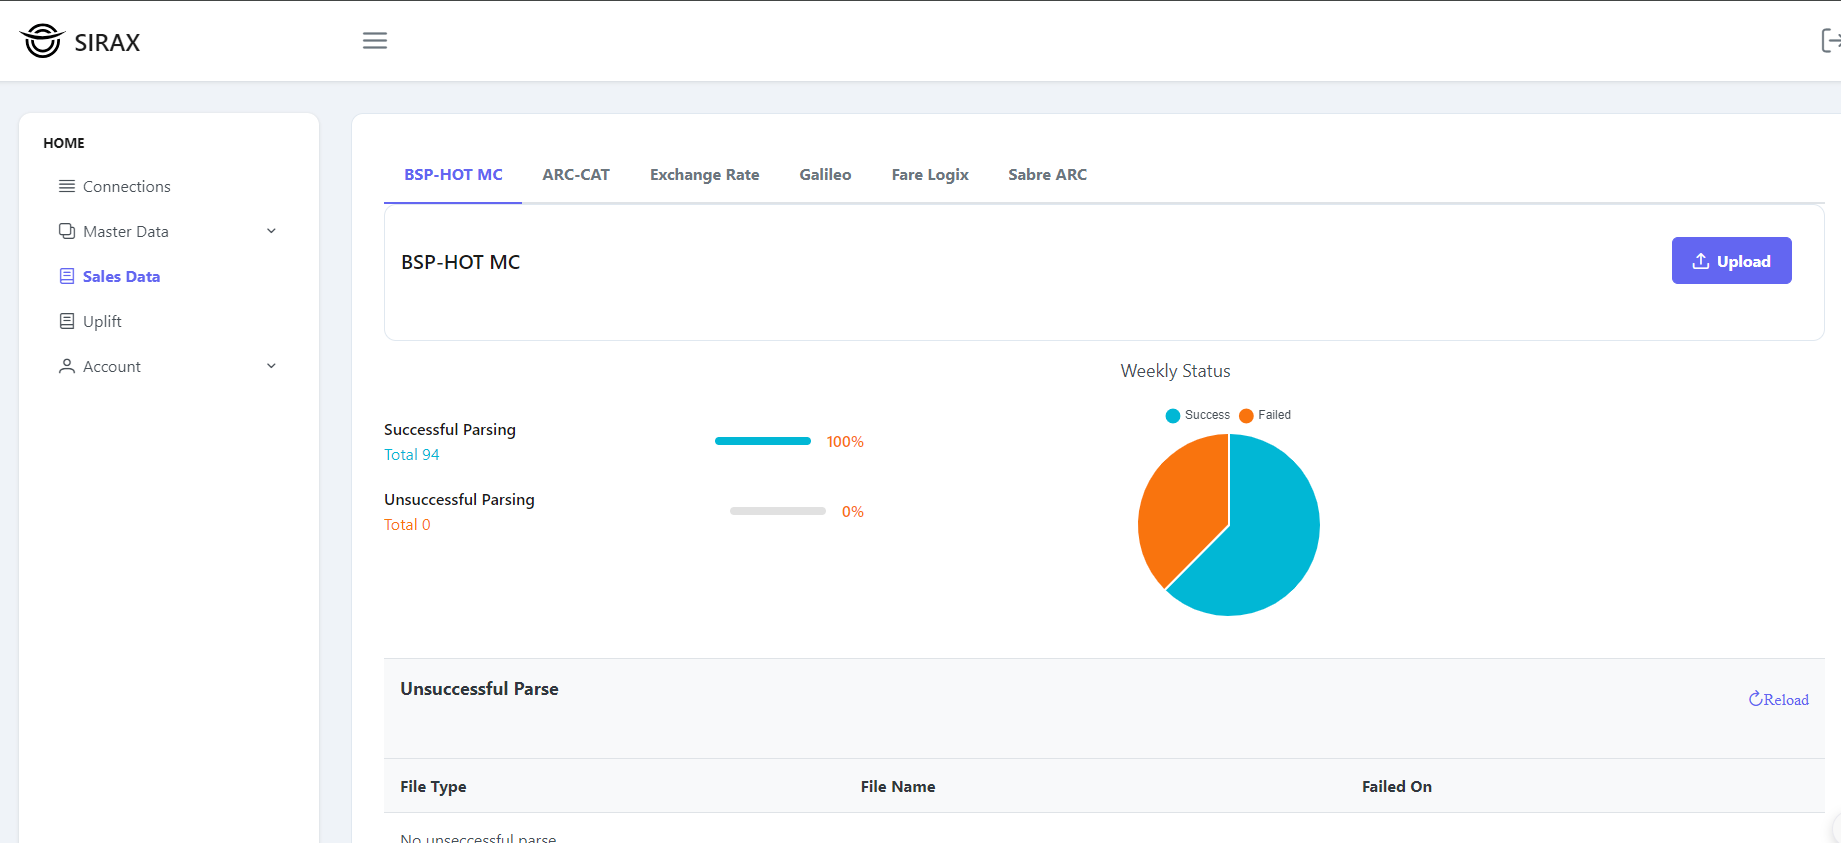 SIRAX
HOME
Connections
Master Data
Sales Data
Uplift
Account
BSP-HOT MC ARC-CAT Exchange Rate Galileo Fare Logix Sabre ARC
BSP-HOT MC
Upload
Weekly Status
Success Failed
Successful Parsing
Total 94
100%
Unsuccessful Parsing
Total 0
0%
Unsuccessful Parse
Reload
File Type File Name Failed On
No unseccessful parse